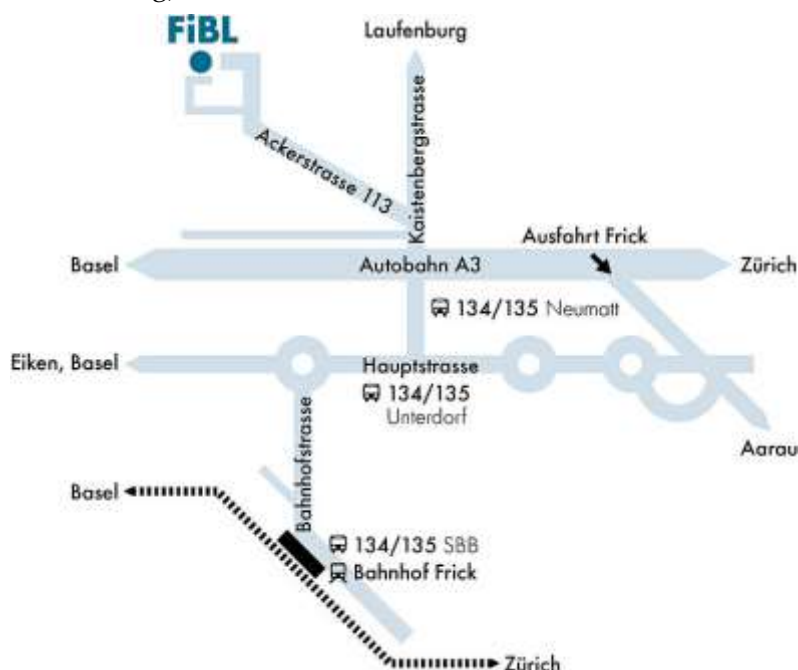 FiBL
Laufenburg
Kaistenbergstrasse
Ackerstrasse 113
Ausfahrt Frick
Basel
Autobahn A3
Zürich
134/135 Neumatt
Eiken, Basel
Hauptstrasse
134/135
Unterdorf
Bahnhofstrasse
Aarau
Basel
134/135 SBB
Bahnhof Frick
Zürich